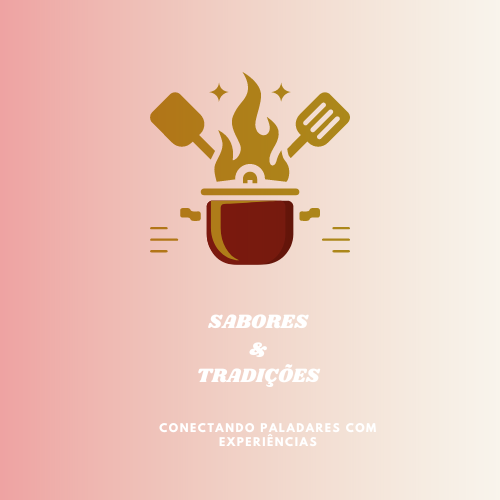 SABORES
&
TRADIÇÕES
CONECTANDO PALADARES COM
EXPERIÊNCIAS